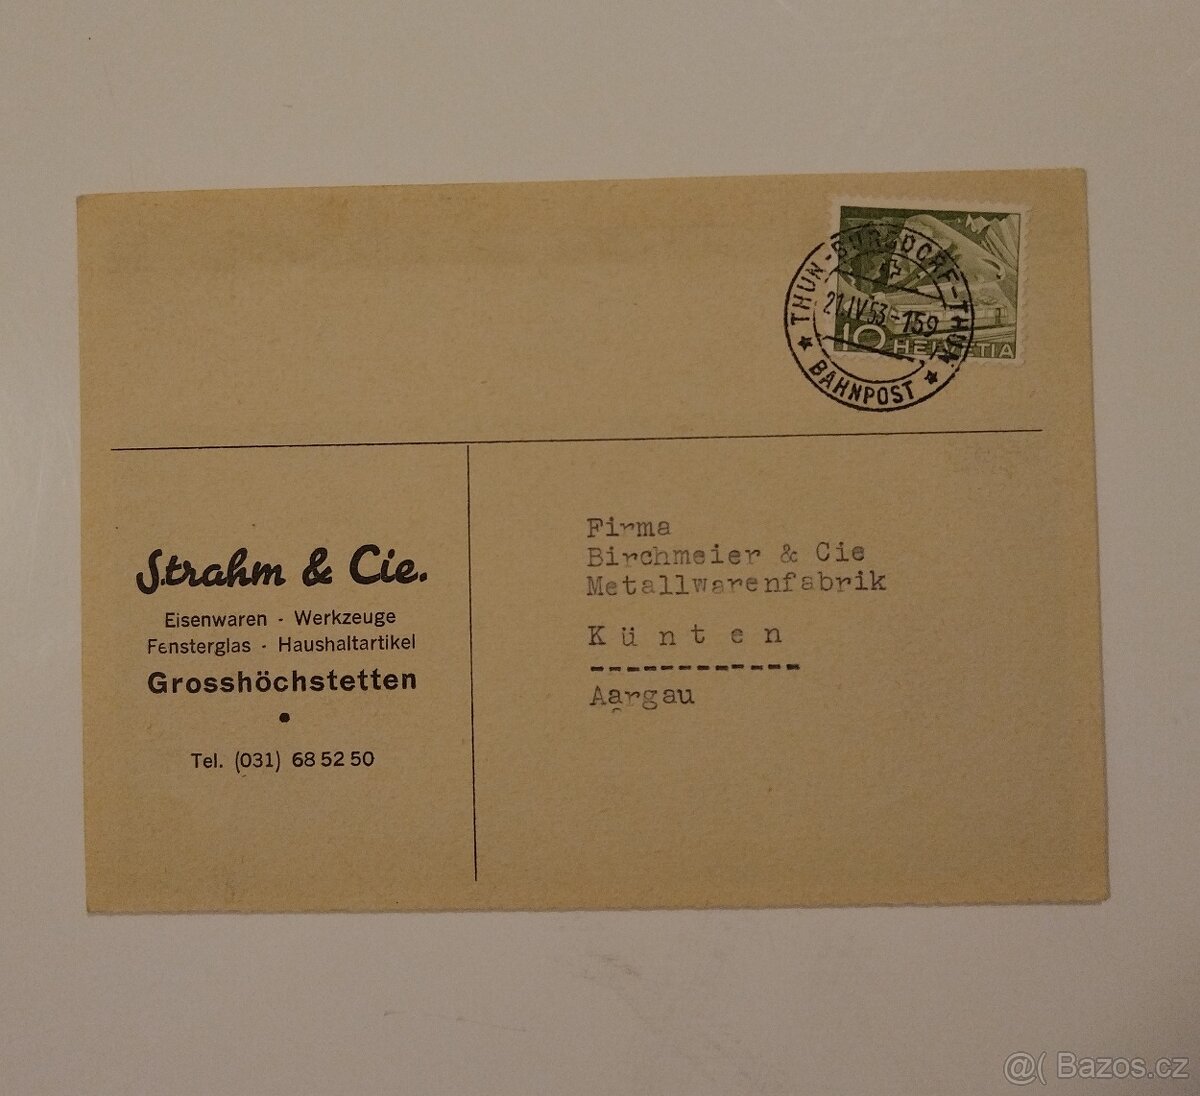 THUN-BURGDORF-THUN
21.IV.53.-159
BAHNPOST
10 HELVETIA
Strahm & Cie.
Eisenwaren - Werkzeuge
Fensterglas - Haushaltartikel
Grosshöchstetten
Tel. (031) 68 52 50
Firma
Birchmeier & Cie
Metallwarenfabrik
Künten
Aargau
@( Bazos.cz